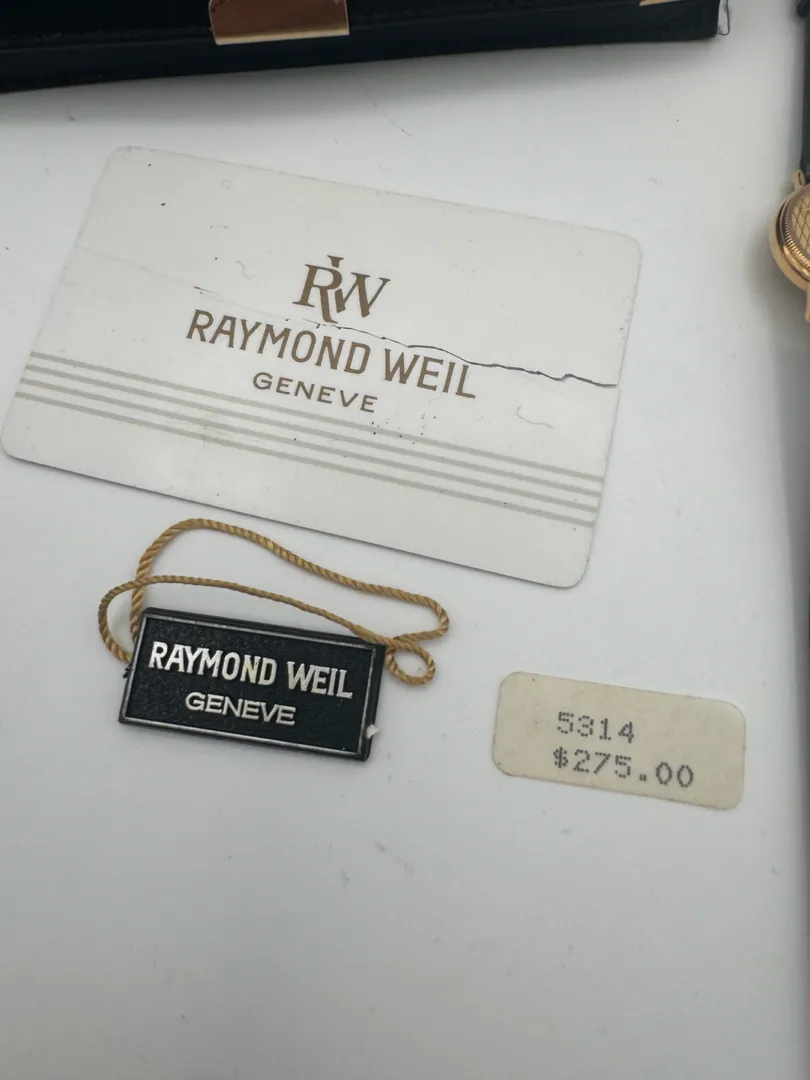 RW
RAYMOND WEIL
GENEVE
RAYMOND WEIL
GENEVE
5314
$275.00